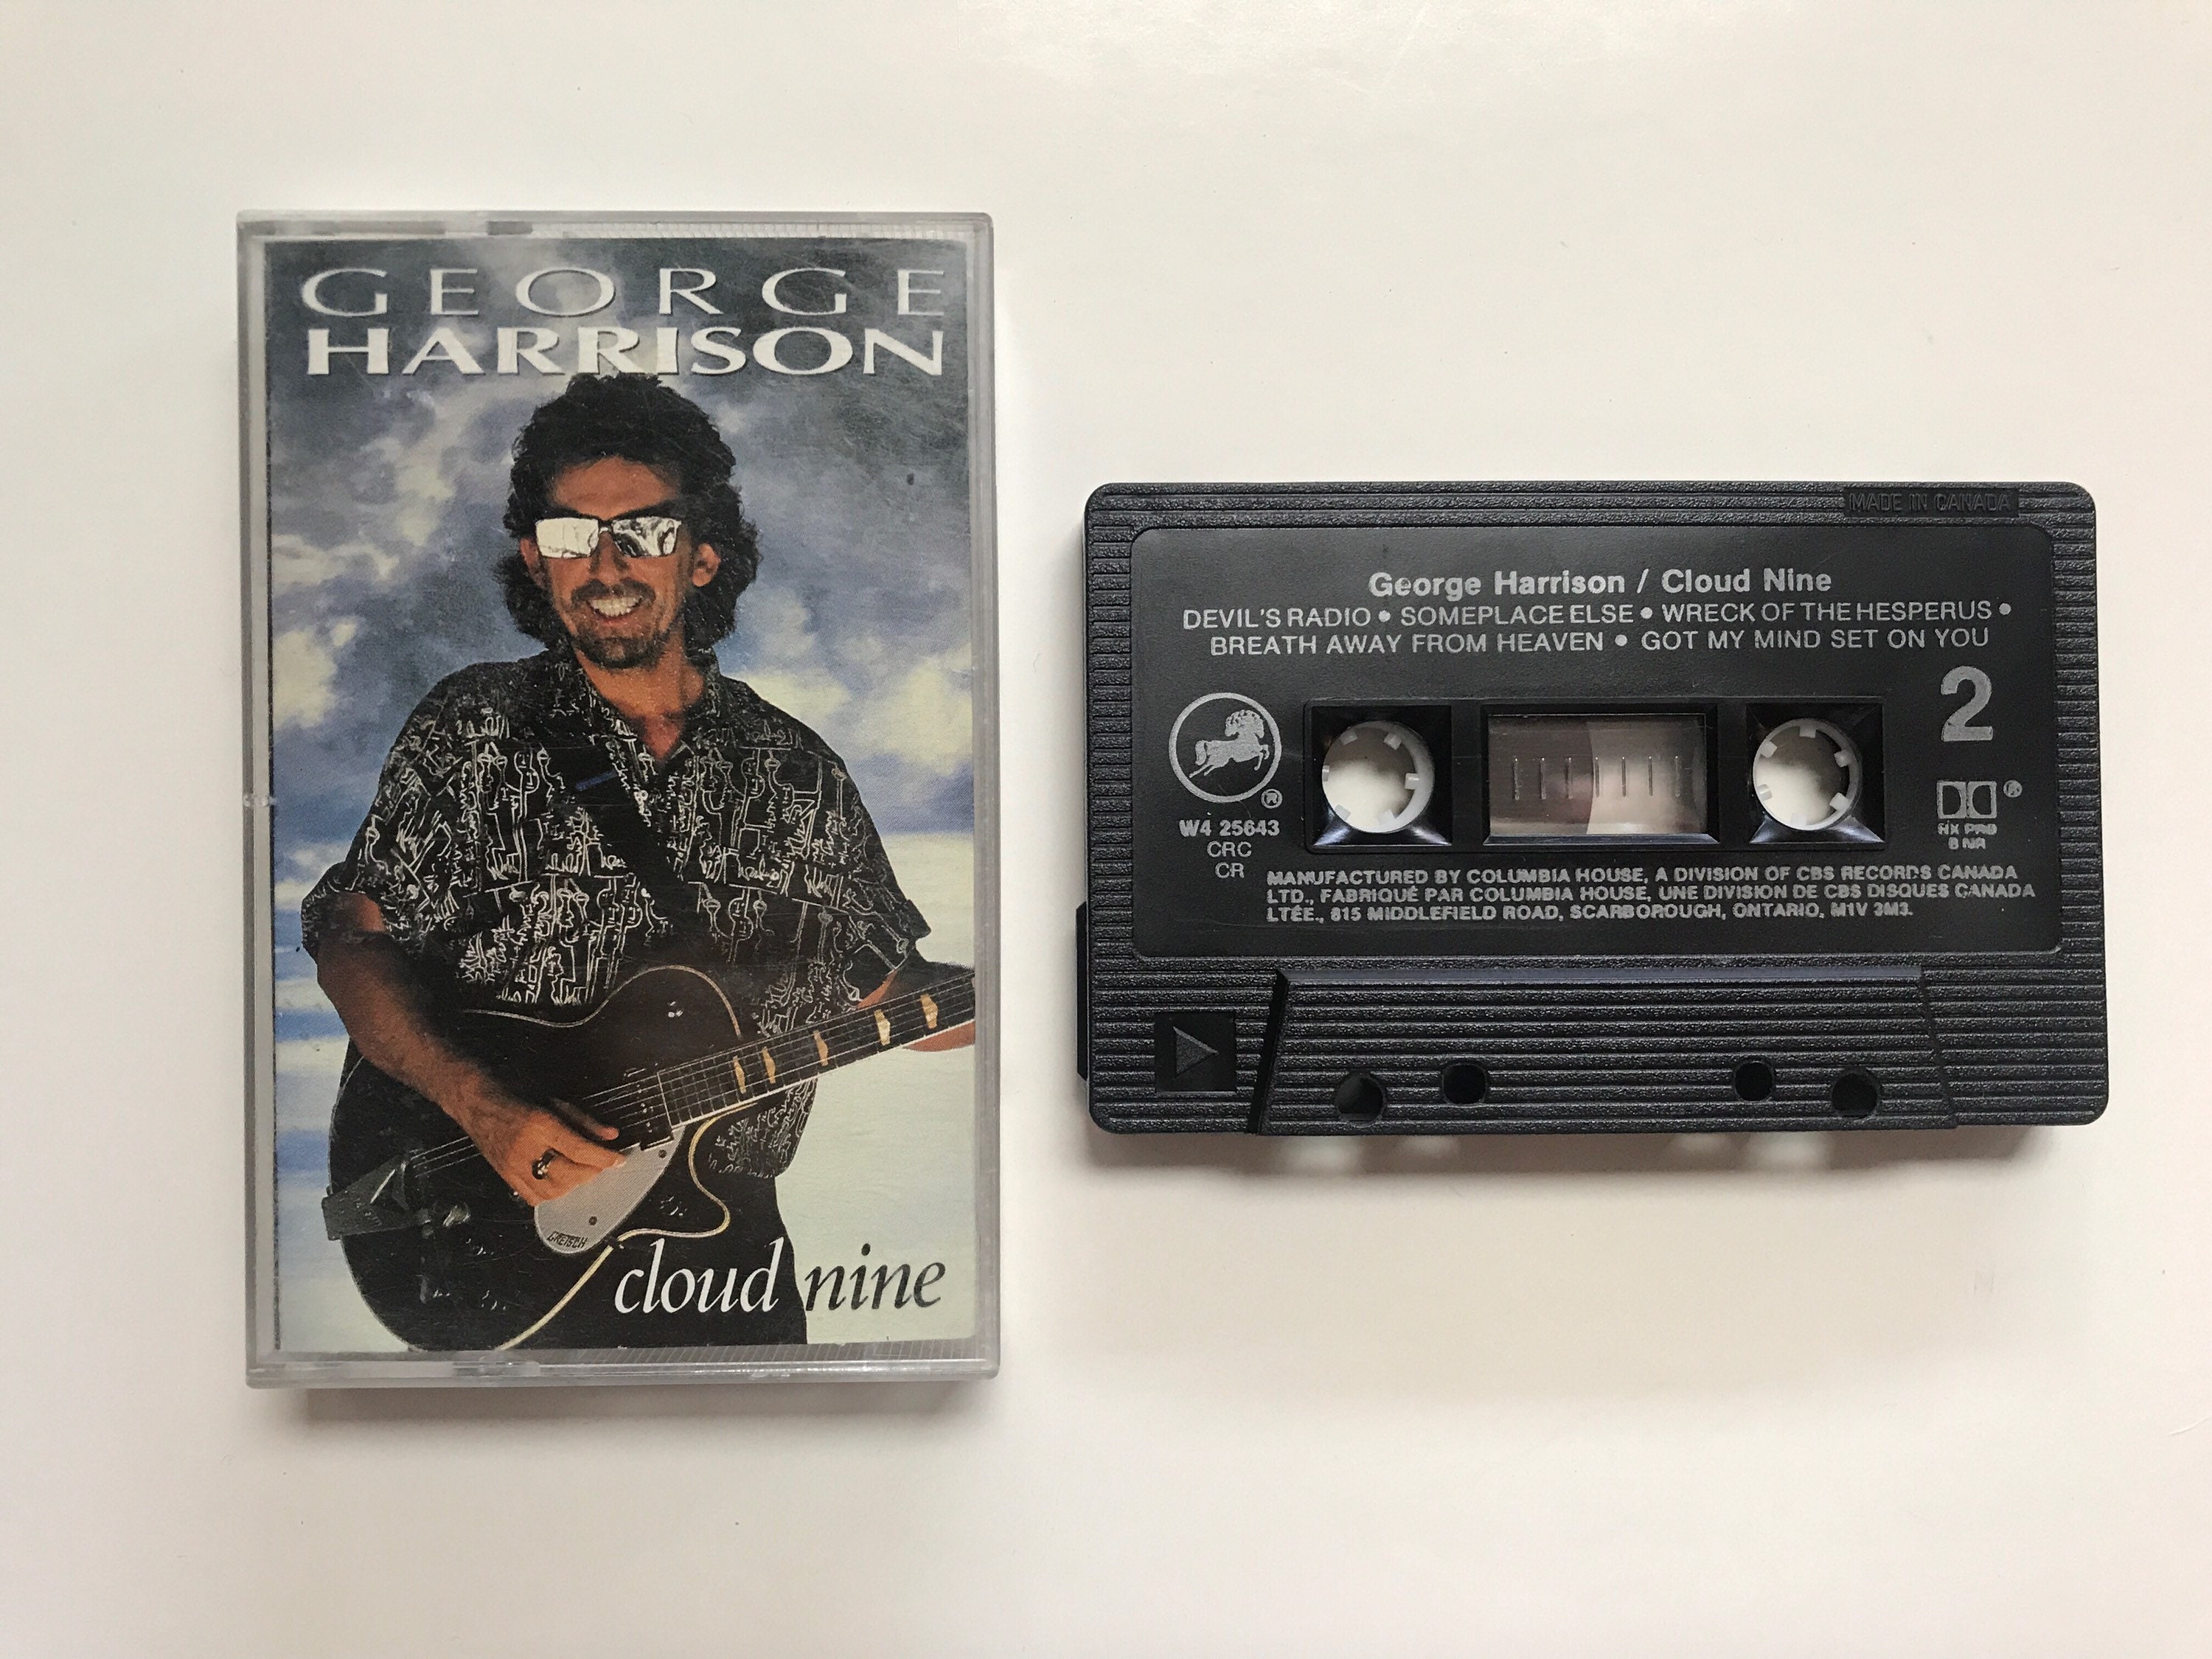 GEORGE
HARRISON
GRETSCH
cloud nine
MADE IN CANADA
George Harrison / Cloud Nine
DEVIL'S RADIO • SOMEPLACE ELSE • WRECK OF THE HESPERUS •
BREATH AWAY FROM HEAVEN • GOT MY MIND SET ON YOU
2
®
W4 25643
CRC
CR
®
HX PRO
B NR
MANUFACTURED BY COLUMBIA HOUSE, A DIVISION OF CBS RECORDS CANADA
LTD., FABRIQUÉ PAR COLUMBIA HOUSE, UNE DIVISION DE CBS DISQUES CANADA
LTÉE., 815 MIDDLEFIELD ROAD, SCARBOROUGH, ONTARIO, M1V 3M3.